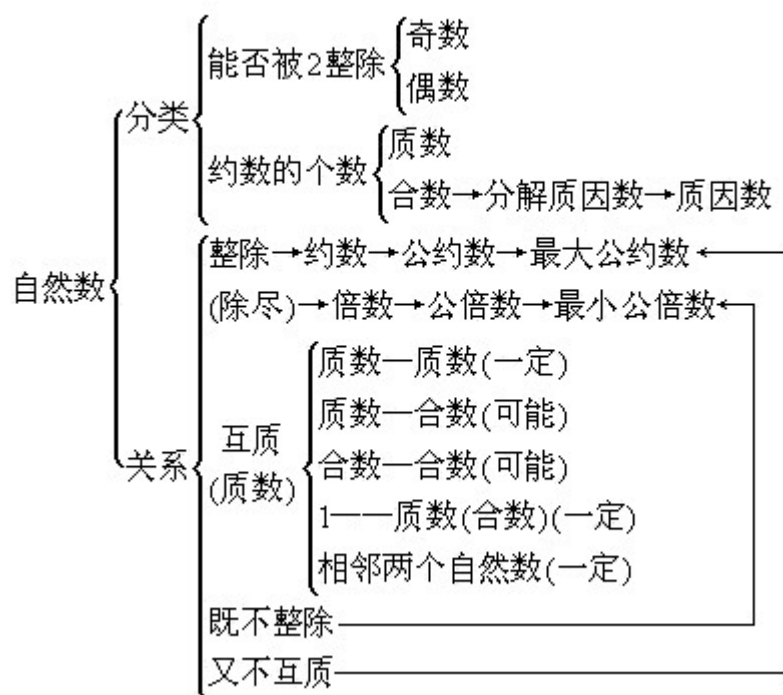 能否被2整除
奇数
偶数
分类
约数的个数
质数
合数→分解质因数→质因数
自然数
整除→约数→公约数→最大公约数
(除尽)→倍数→公倍数→最小公倍数
关系
互质
(质数)
质数—质数(一定)
质数—合数(可能)
合数—合数(可能)
1——质数(合数)(一定)
相邻两个自然数(一定)
既不整除
又不互质